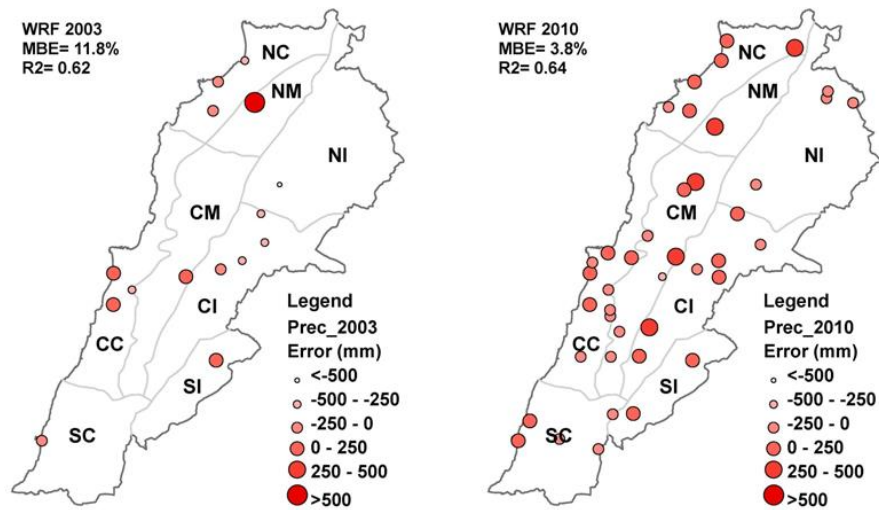 WRF 2003
MBE= 11.8%
R2= 0.62
NC
NM
NI
CM
CI
CC
SI
SC
Legend
Prec_2003
Error (mm)
<-500
-500 - -250
-250 - 0
0 - 250
250 - 500
>500
WRF 2010
MBE= 3.8%
R2= 0.64
NC
NM
NI
CM
CI
CC
SI
SC
Legend
Prec_2010
Error (mm)
<-500
-500 - -250
-250 - 0
0 - 250
250 - 500
>500